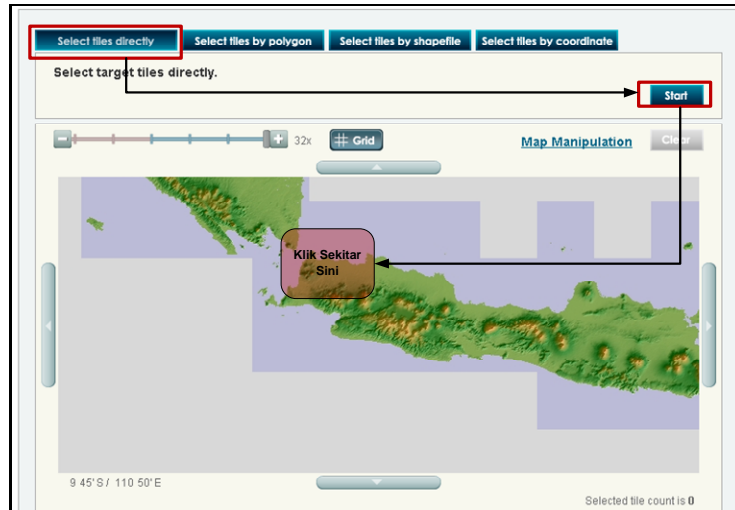 Select tiles directly
Select tiles by polygon
Select tiles by shapefile
Select tiles by coordinate
Select target tiles directly.
Start
32x
Grid
Map Manipulation
Clear
Klik Sekitar
Sini
9 45' S / 110 50' E
Selected tile count is 0